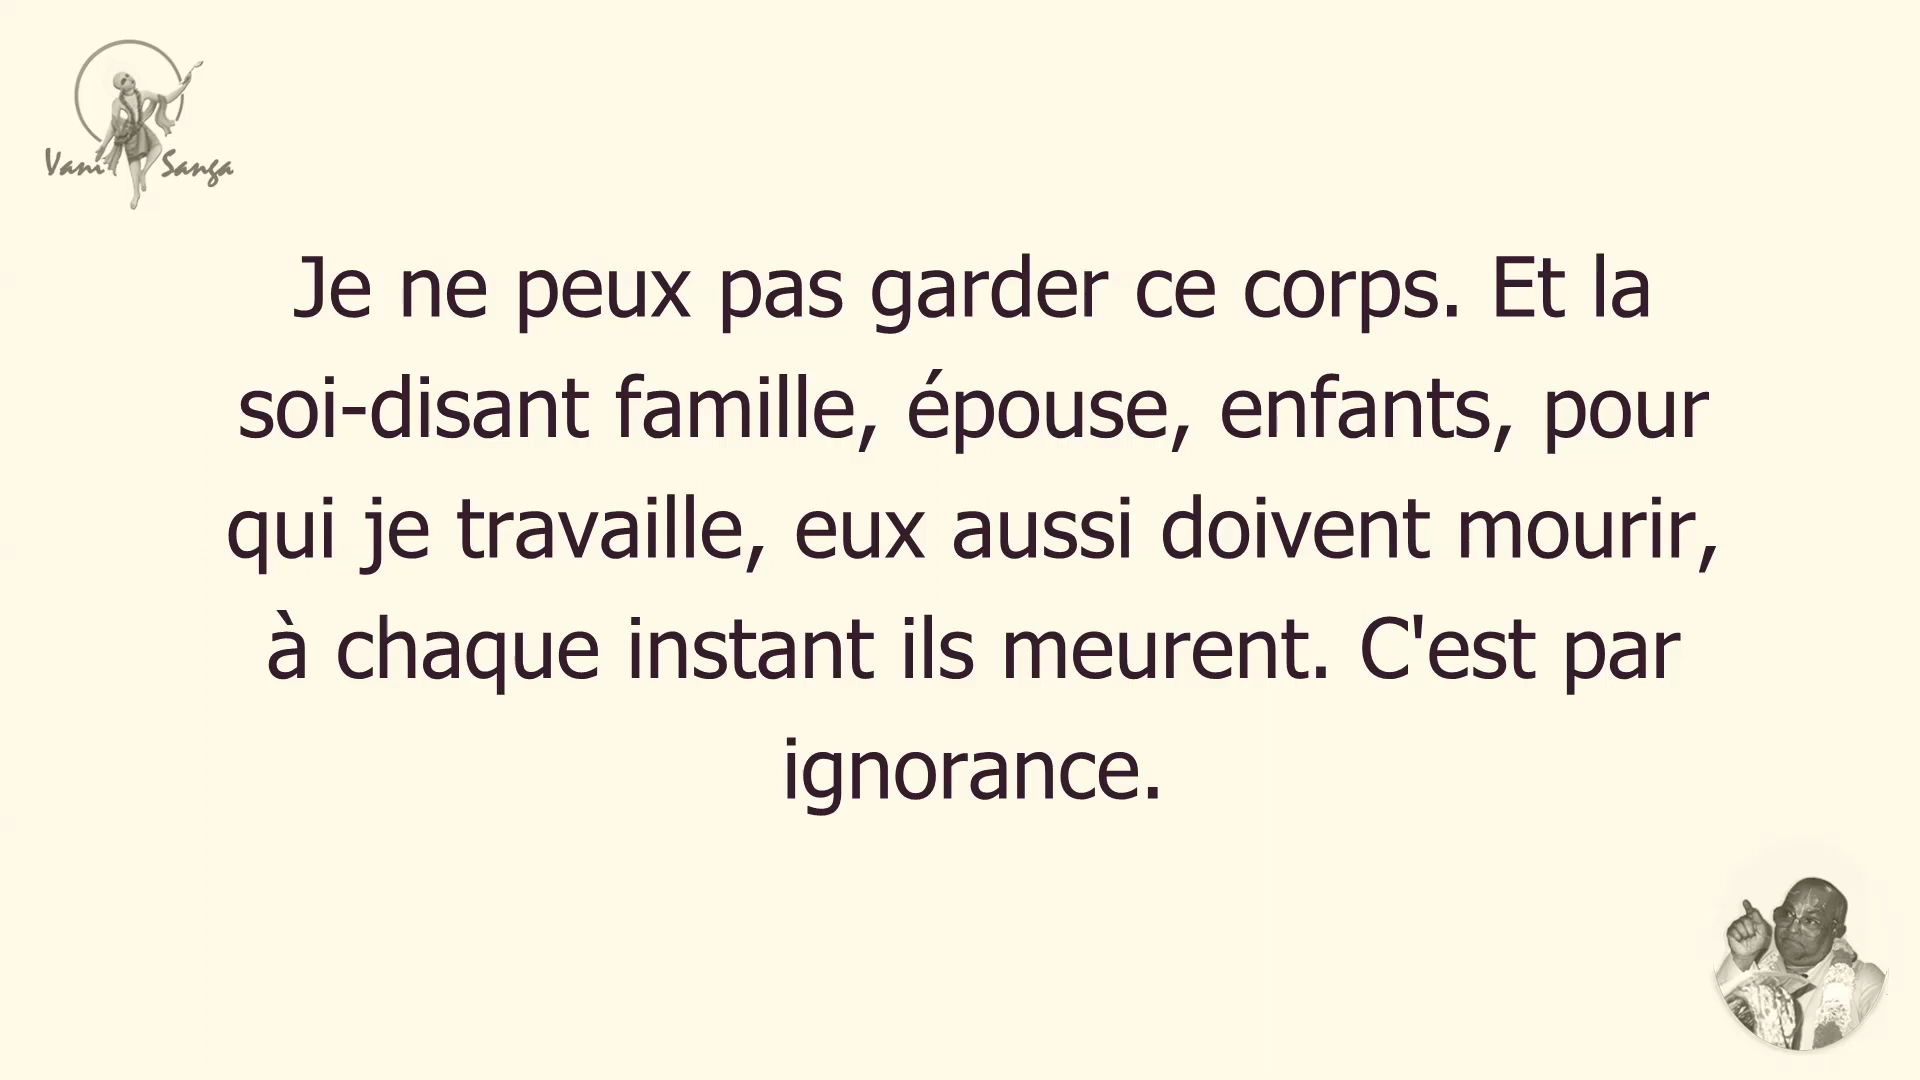 Vani Sanga
Je ne peux pas garder ce corps. Et la
soi-disant famille, épouse, enfants, pour
qui je travaille, eux aussi doivent mourir,
à chaque instant ils meurent. C'est par
ignorance.